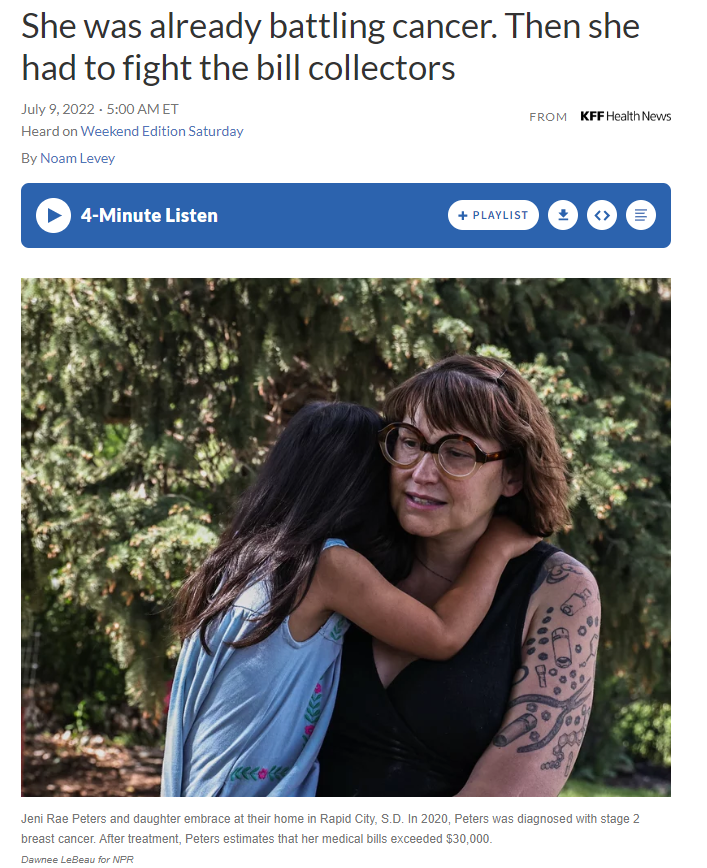 She was already battling cancer. Then she
had to fight the bill collectors
July 9, 2022 · 5:00 AM ET
Heard on Weekend Edition Saturday
FROM KFF Health News
By Noam Levey
4-Minute Listen
+ PLAYLIST
Jeni Rae Peters and daughter embrace at their home in Rapid City, S.D. In 2020, Peters was diagnosed with stage 2
breast cancer. After treatment, Peters estimates that her medical bills exceeded $30,000.
Dawnee LeBeau for NPR